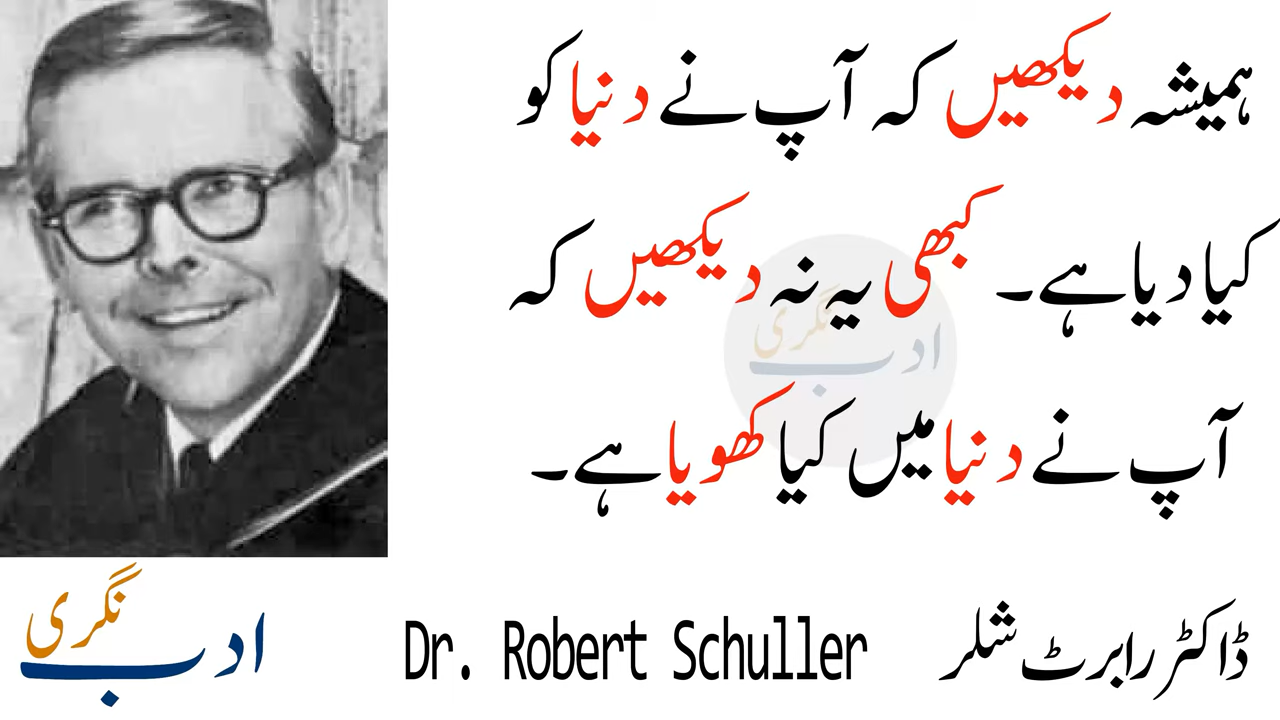 ہمیشہ دیکھیں کہ آپ نے دنیا کو
کیا دیا ہے۔ کبھی یہ نہ دیکھیں کہ
آپ نے دنیا میں کیا کھویا ہے۔
ادب نگری
ڈاکٹر رابرٹ شلر
Dr. Robert Schuller
ادب نگری